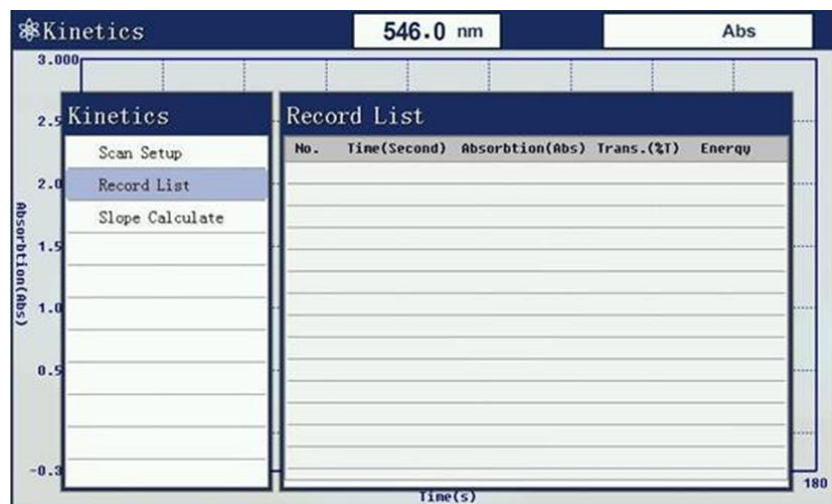 Kinetics
546.0 nm
Abs
3.000
2.5
2.0
1.5
1.0
0.5
-0.3
Absorbtion(Abs)
Kinetics
Scan Setup
Record List
Slope Calculate
Record List
No. Time(Second) Absorbtion(Abs) Trans.(%T) Energy
180
Time(s)